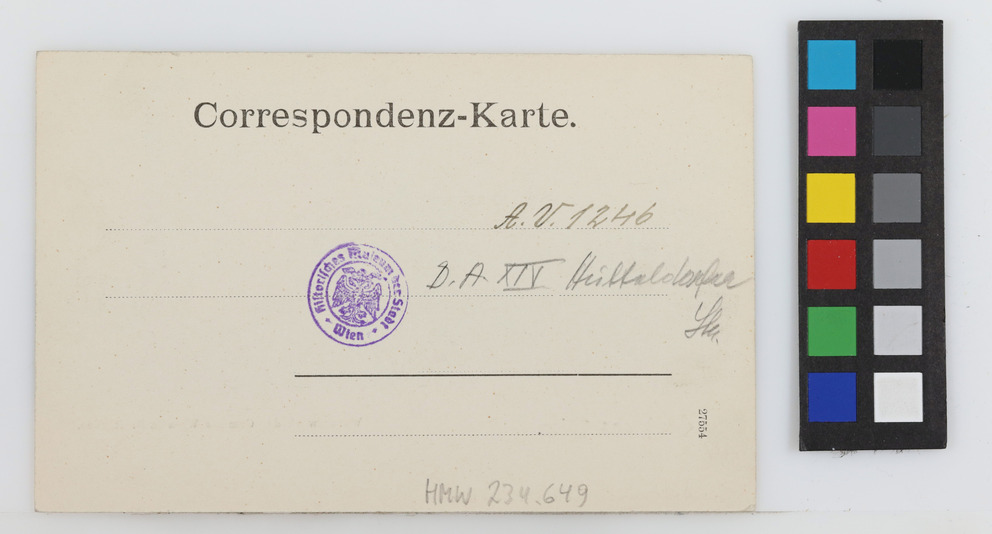 Correspondenz-Karte.
A. V. 1246
D. A. XIV Hütteldorfer
Str.
Historisches Museum der Stadt
Wien
27554
HMW 234.649